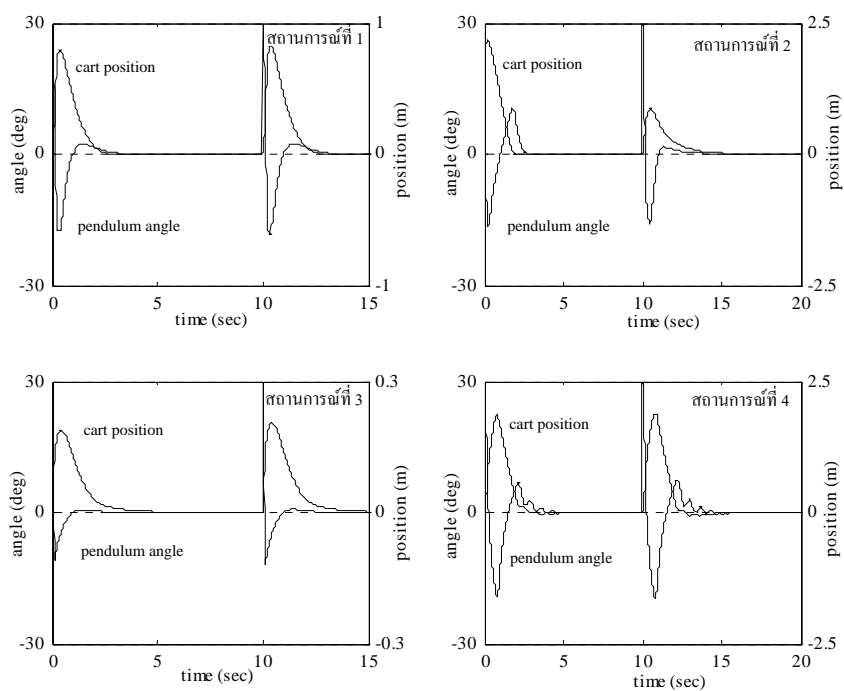 30
1
สถานการณ์ที่ 1
cart position
angle (deg)
0
0
position (m)
pendulum angle
-30
-1
0
5
10
15
time (sec)
30
2.5
สถานการณ์ที่ 2
cart position
angle (deg)
0
0
position (m)
pendulum angle
-30
-2.5
0
5
10
15
20
time (sec)
30
0.3
สถานการณ์ที่ 3
cart position
angle (deg)
0
0
position (m)
pendulum angle
-30
-0.3
0
5
10
15
time (sec)
30
2.5
สถานการณ์ที่ 4
cart position
angle (deg)
0
0
position (m)
pendulum angle
-30
-2.5
0
5
10
15
20
time (sec)